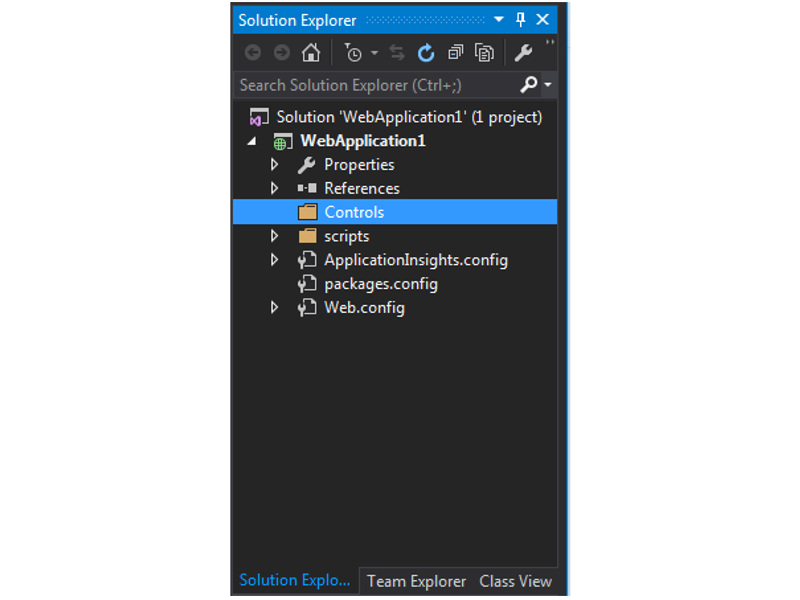 Solution Explorer
Search Solution Explorer (Ctrl+;)
Solution 'WebApplication1' (1 project)
WebApplication1
Properties
References
Controls
scripts
ApplicationInsights.config
packages.config
Web.config
Solution Explo... Team Explorer Class View